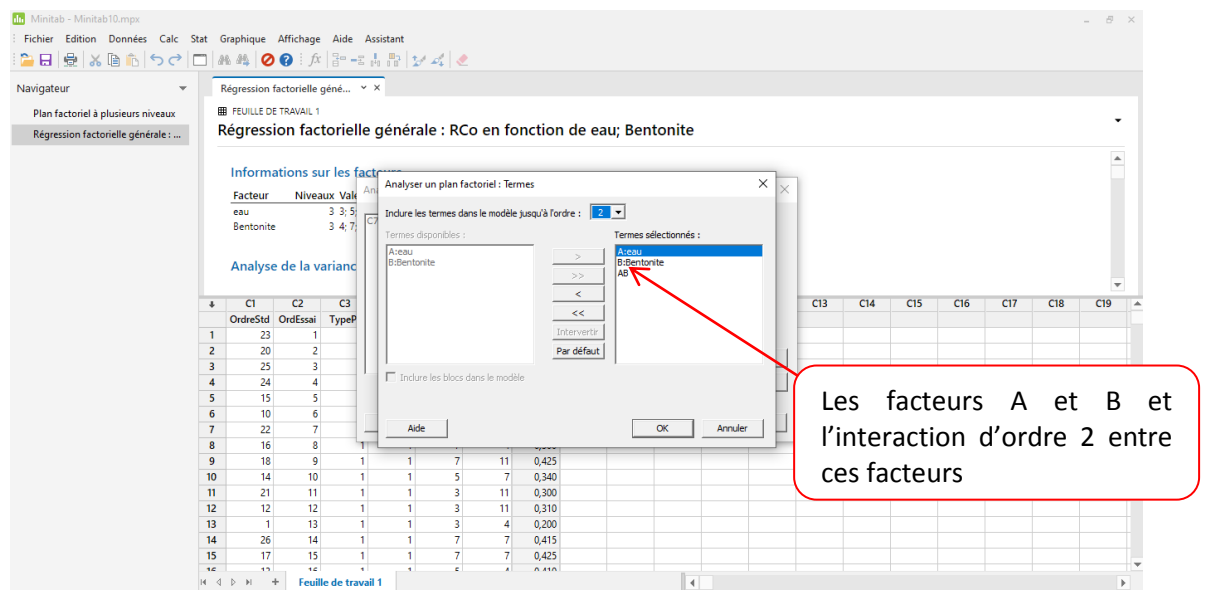 Minitab - Minitab10.mpx
Fichier Edition Données Calc Stat Graphique Affichage Aide Assistant
Navigateur
Plan factoriel à plusieurs niveaux
Régression factorielle générale : ...
Régression factorielle géné...
FEUILLE DE TRAVAIL 1
Régression factorielle générale : RCo en fonction de eau; Bentonite
Informations sur les facteurs
Facteur Niveaux
eau 3 3; 5;
Bentonite 3 4; 7;
Analyse de la varianc
Analyser un plan factoriel : Termes
Inclure les termes dans le modèle jusqu'à l'ordre : 2
Termes disponibles :
A:eau
B:Bentonite
>
>>
<
<<
Intervertir
Par défaut
Termes sélectionnés :
A:eau
B:Bentonite
AB
Inclure les blocs dans le modèle
Aide OK Annuler
Les facteurs A et B et
l'interaction d'ordre 2 entre
ces facteurs
C1 C2 C3 C13 C14 C15 C16 C17 C18 C19
OrdreStd OrdEssai TypeP
1 23 1
2 20 2
3 25 3
4 24 4
5 15 5
6 10 6
7 22 7
8 16 8
9 18 9 1 1 7 11 0,425
10 14 10 1 1 5 7 0,340
11 21 11 1 1 3 11 0,300
12 12 12 1 1 3 11 0,310
13 1 13 1 1 3 4 0,200
14 26 14 1 1 7 7 0,415
15 17 15 1 1 7 7 0,425
Feuille de travail 1